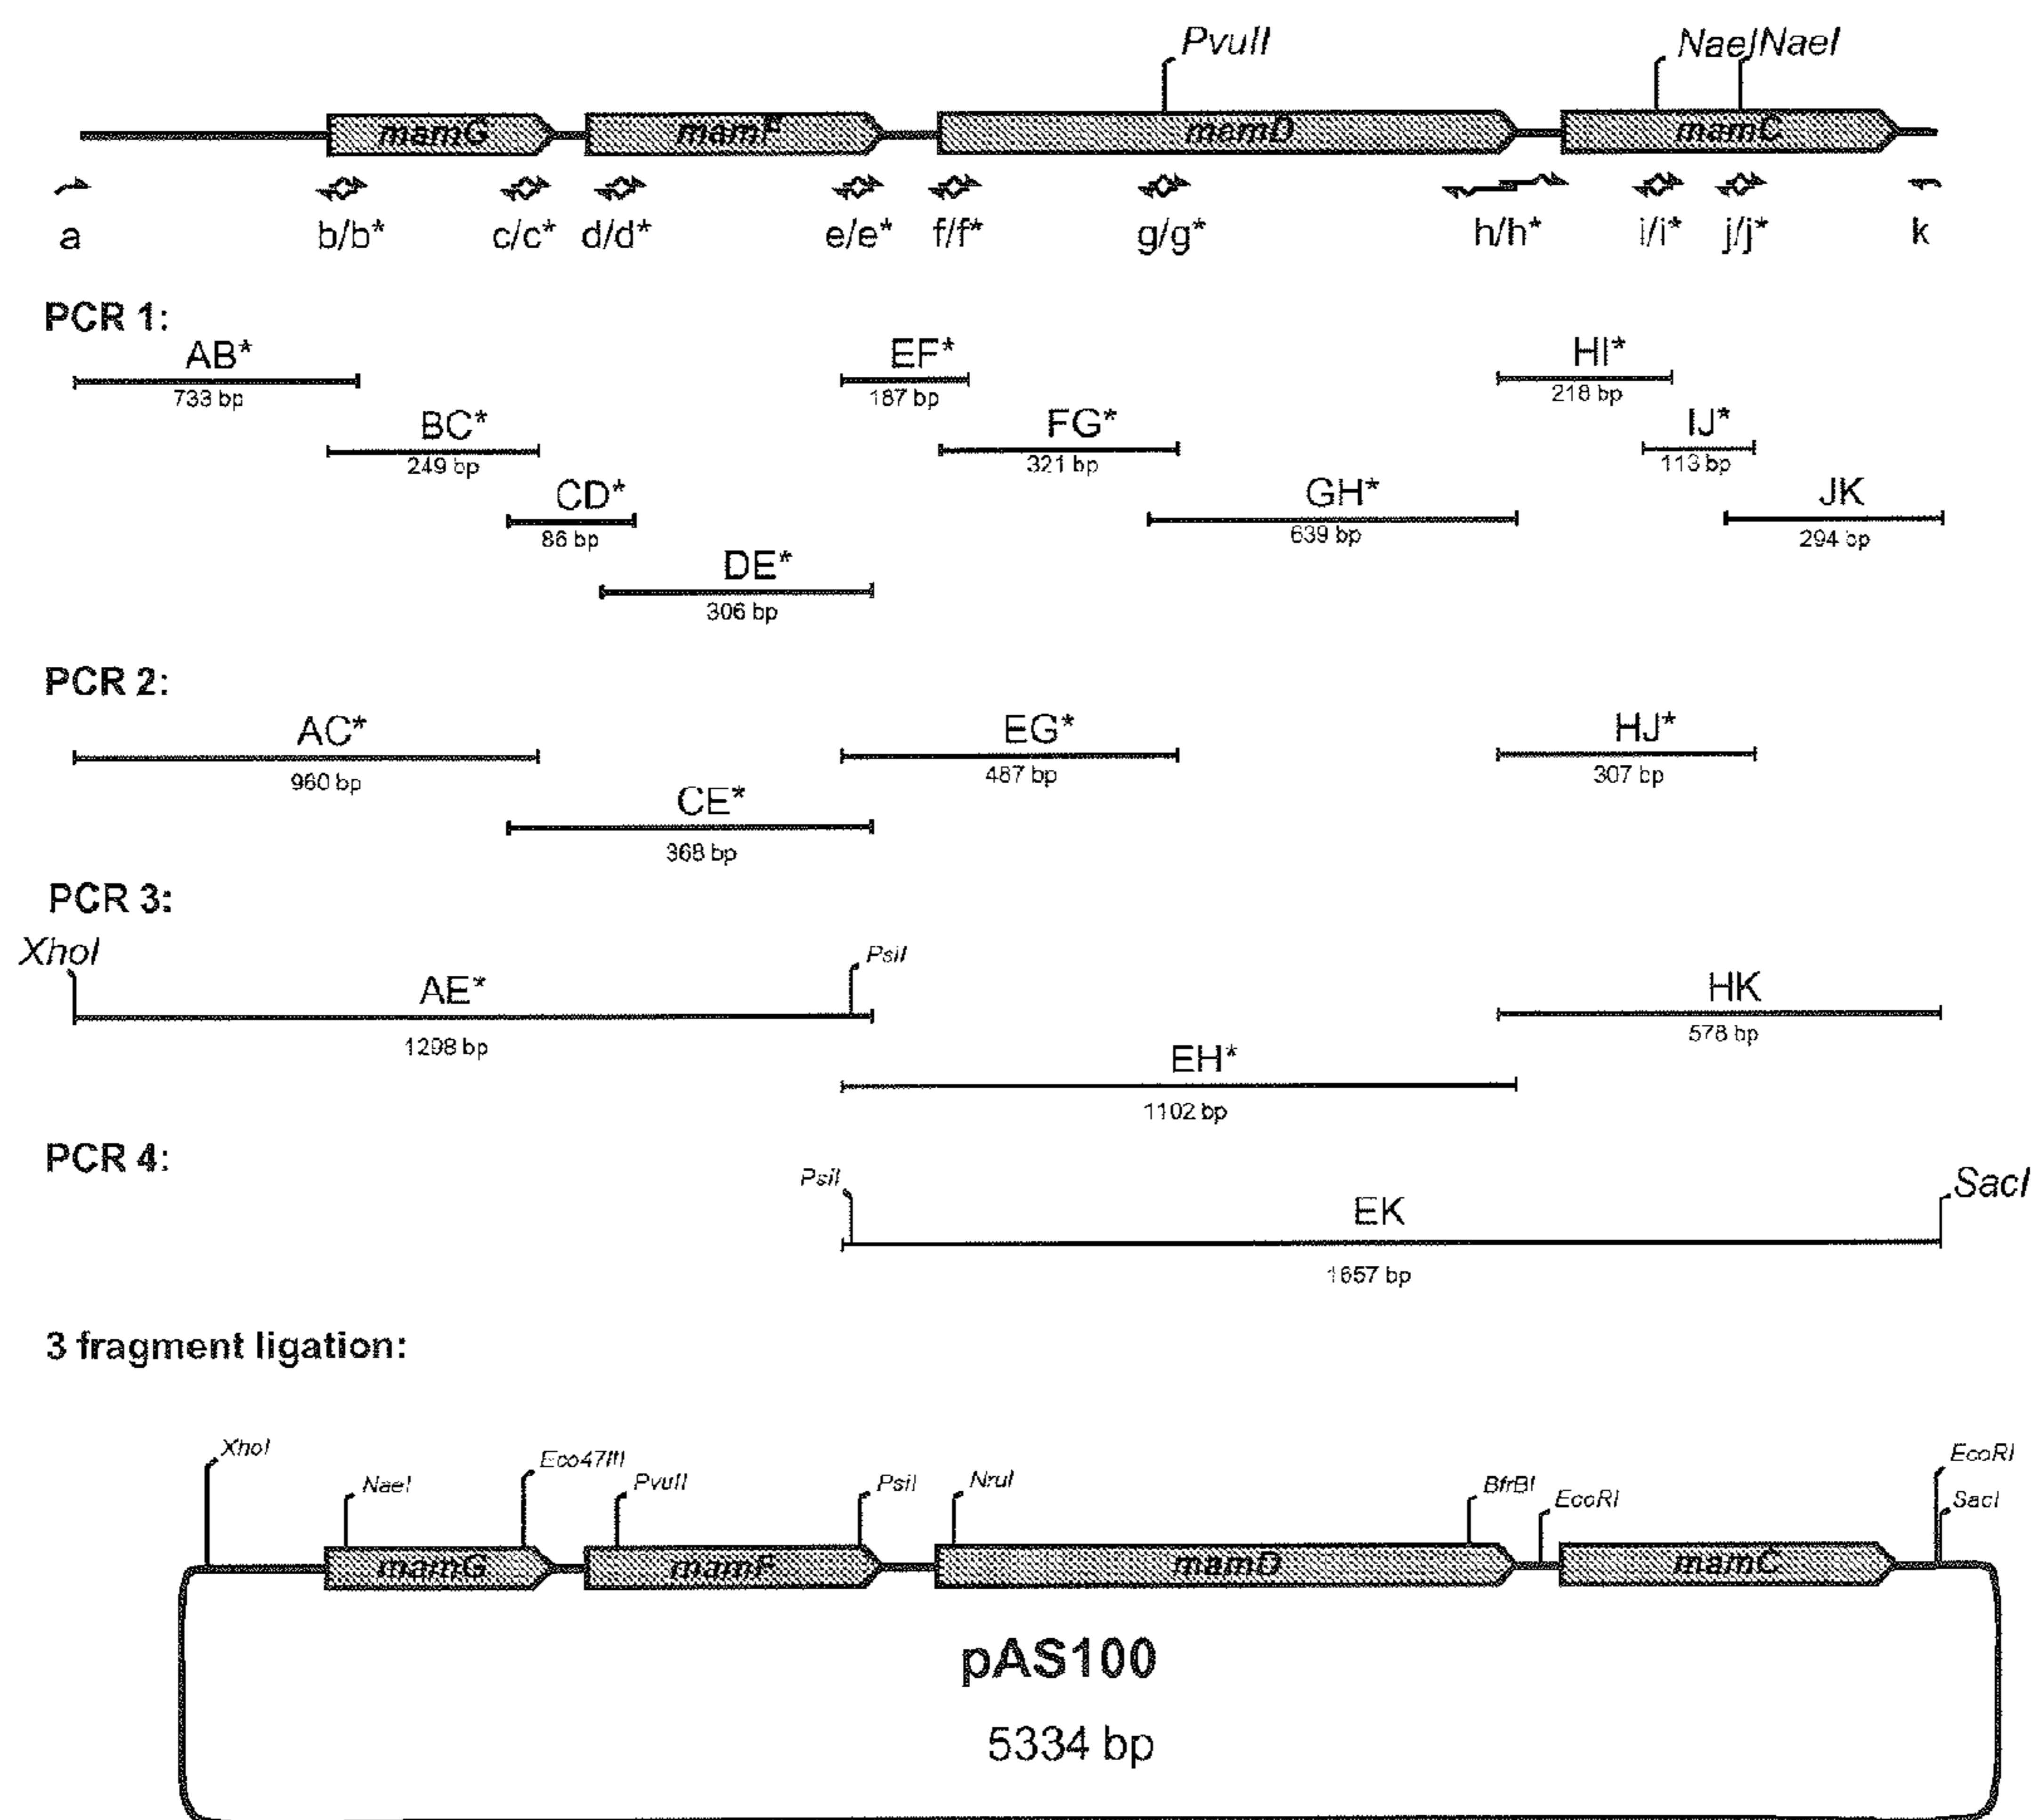 PvuII NaeI NaeI
mamG mamF mamD mamC
a b/b* c/c* d/d* e/e* f/f* g/g* h/h* i/i* j/j* k
PCR 1:
AB* EF* HI*
733 bp 187 bp 218 bp
BC* FG* IJ*
249 bp 321 bp 113 bp
CD* GH* JK
86 bp 639 bp 294 bp
DE*
306 bp
PCR 2:
AC* EG* HJ*
960 bp 487 bp 307 bp
CE*
368 bp
PCR 3:
XhoI PsiI
AE* HK
1298 bp 578 bp
EH*
1102 bp
PCR 4:
PsiI SacI
EK
1657 bp
3 fragment ligation:
XhoI Eco47III EcoRI
NaeI PvuII PsiI NruI BfrBI EcoRI SacI
mamG mamF mamD mamC
pAS100
5334 bp